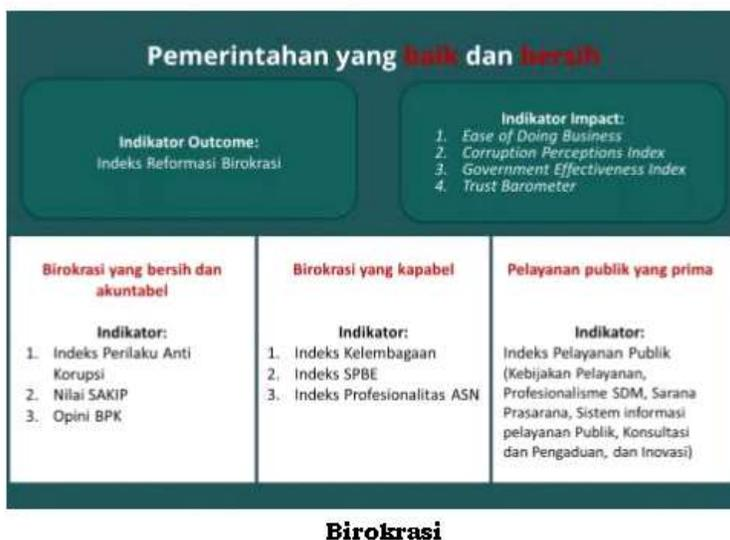 Pemerintahan yang baik dan bersih
Indikator Outcome:
Indeks Reformasi Birokrasi
Indikator Impact:
1. Ease of Doing Business
2. Corruption Perceptions Index
3. Government Effectiveness Index
4. Trust Barometer
Birokrasi yang bersih dan
akuntabel
Indikator:
1. Indeks Perilaku Anti
Korupsi
2. Nilai SAKIP
3. Opini BPK
Birokrasi yang kapabel
Indikator:
1. Indeks Kelembagaan
2. Indeks SPBE
3. Indeks Profesionalitas ASN
Pelayanan publik yang prima
Indikator:
Indeks Pelayanan Publik
(Kebijakan Pelayanan,
Profesionalisme SDM, Sarana
Prasarana, Sistem informasi
pelayanan Publik, Konsultasi
dan Pengaduan, dan Inovasi)
Birokrasi